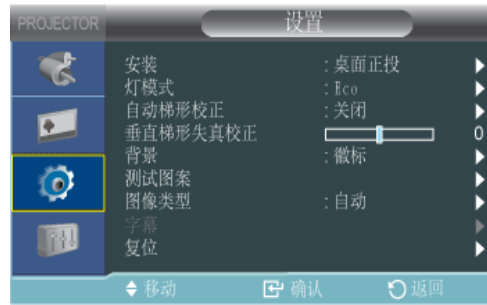 PROJECTOR 设置
安装 : 桌面正投
灯模式 : Eco
自动梯形校正 : 关闭
垂直梯形失真校正 0
背景 : 徽标
测试图案
图像类型 : 自动
字幕
复位
移动 确认 返回